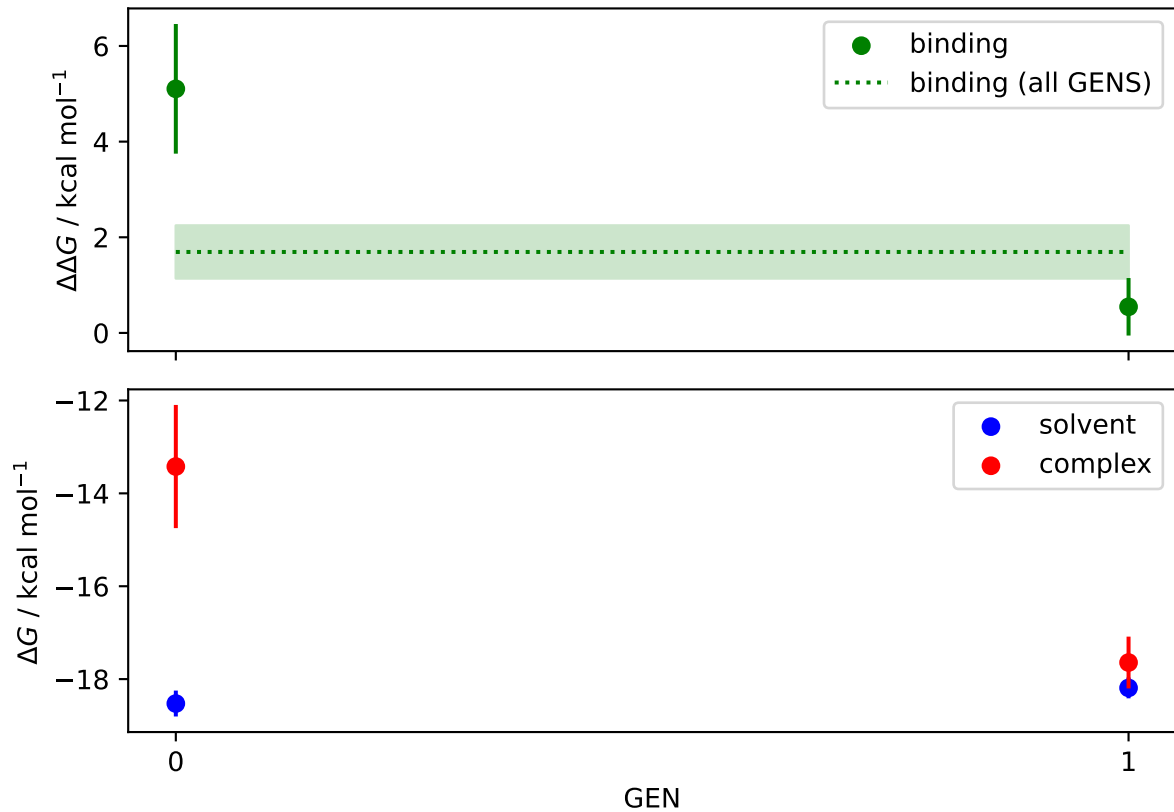 6
4
2
0
ΔΔG / kcal mol⁻¹
binding
binding (all GENS)
−12
−14
−16
−18
ΔG / kcal mol⁻¹
solvent
complex
0
1
GEN